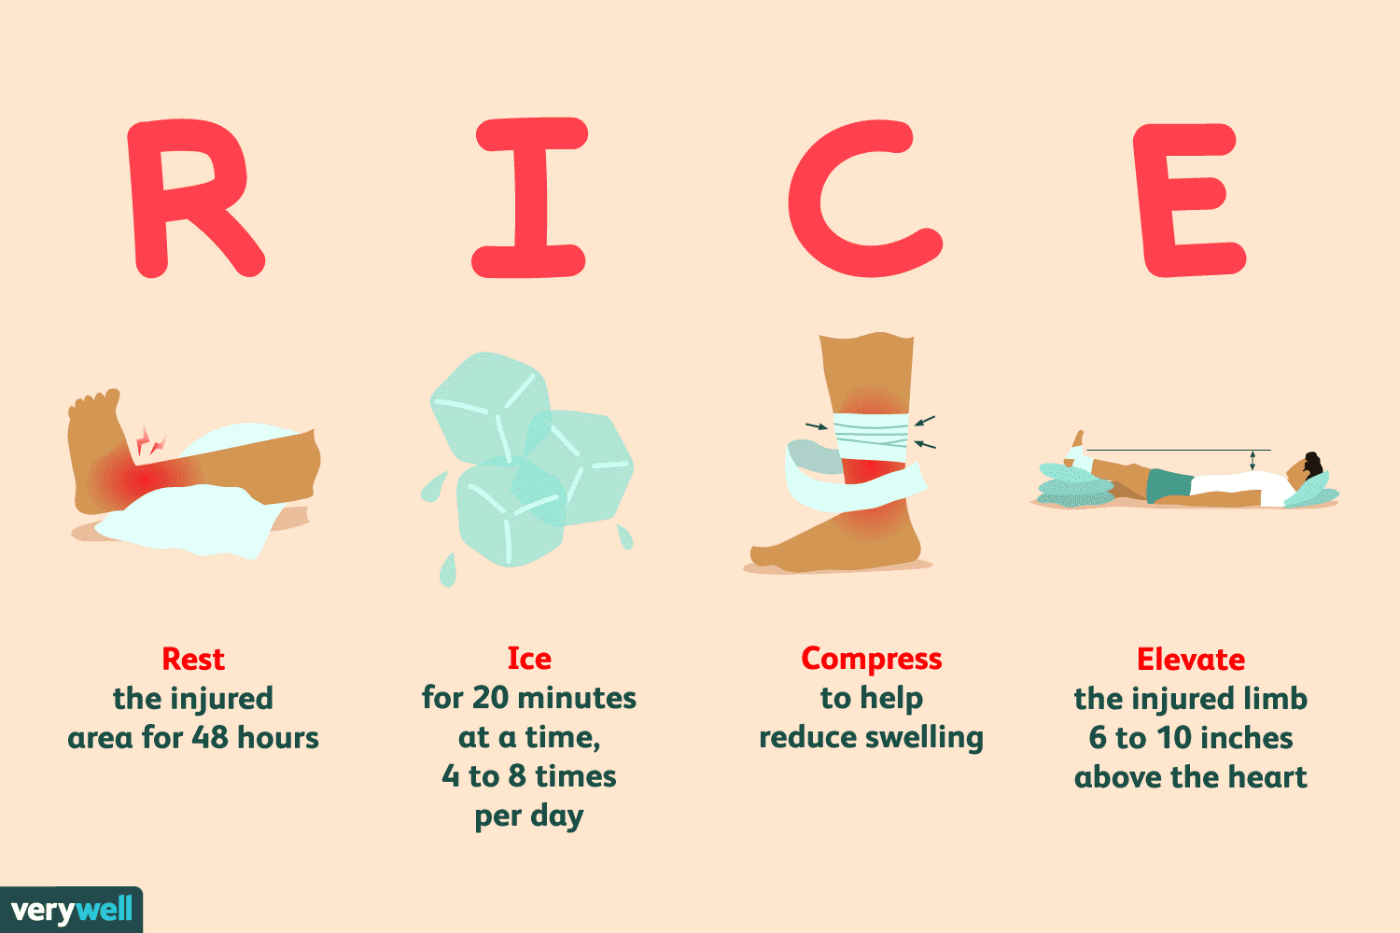 R I C E
Rest
the injured
area for 48 hours
Ice
for 20 minutes
at a time,
4 to 8 times
per day
Compress
to help
reduce swelling
Elevate
the injured limb
6 to 10 inches
above the heart
verywell